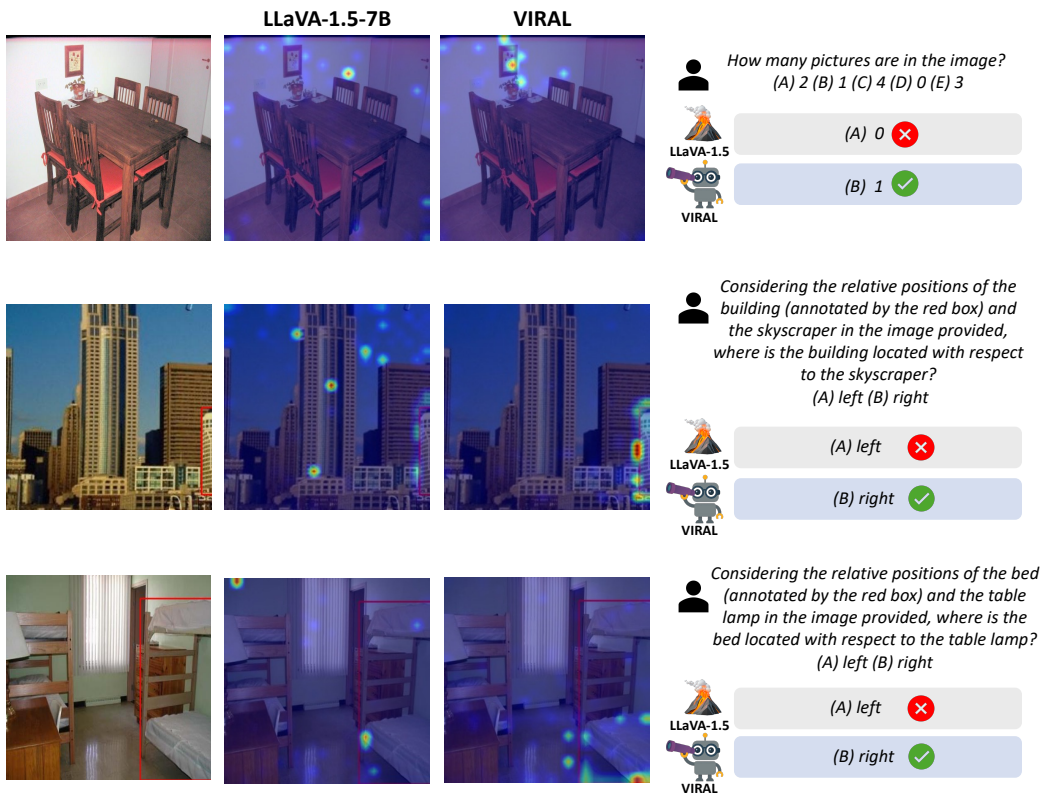 LLaVA-1.5-7B
VIRAL
How many pictures are in the image?
(A) 2 (B) 1 (C) 4 (D) 0 (E) 3
LLaVA-1.5
(A) 0
VIRAL
(B) 1
Considering the relative positions of the
building (annotated by the red box) and
the skyscraper in the image provided,
where is the building located with respect
to the skyscraper?
(A) left (B) right
LLaVA-1.5
(A) left
VIRAL
(B) right
Considering the relative positions of the bed
(annotated by the red box) and the table
lamp in the image provided, where is the
bed located with respect to the table lamp?
(A) left (B) right
LLaVA-1.5
(A) left
VIRAL
(B) right